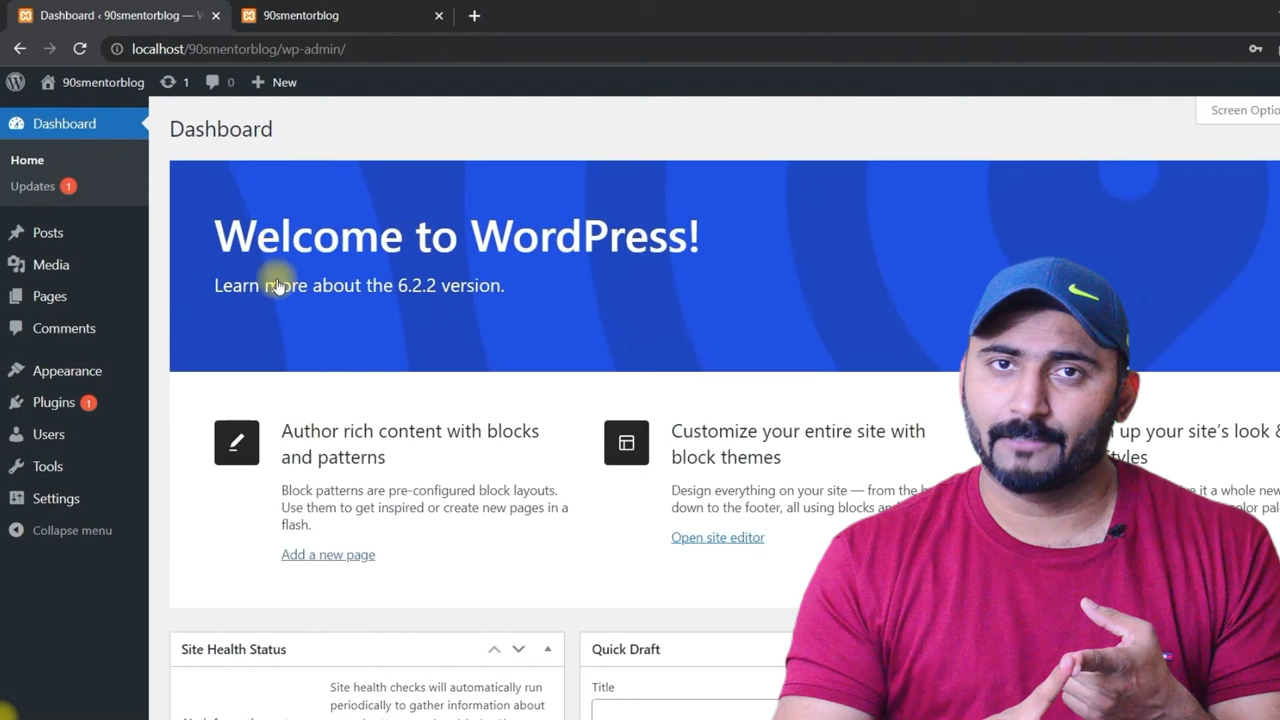 Dashboard ‹ 90smentorblog —
90smentorblog
localhost/90smentorblog/wp-admin/
90smentorblog
1
0
New
Screen Optio
Dashboard
Home
Updates 1
Posts
Media
Pages
Comments
Appearance
Plugins 1
Users
Tools
Settings
Collapse menu
Dashboard
Welcome to WordPress!
Learn more about the 6.2.2 version.
Author rich content with blocks
and patterns
Block patterns are pre-configured block layouts.
Use them to get inspired or create new pages in a
flash.
Add a new page
Customize your entire site with
block themes
Design everything on your site — from the
down to the footer, all using blocks
Open site editor
up your site's look &
Site Health Status
Site health checks will automatically run
periodically to gather information about
Quick Draft
Title